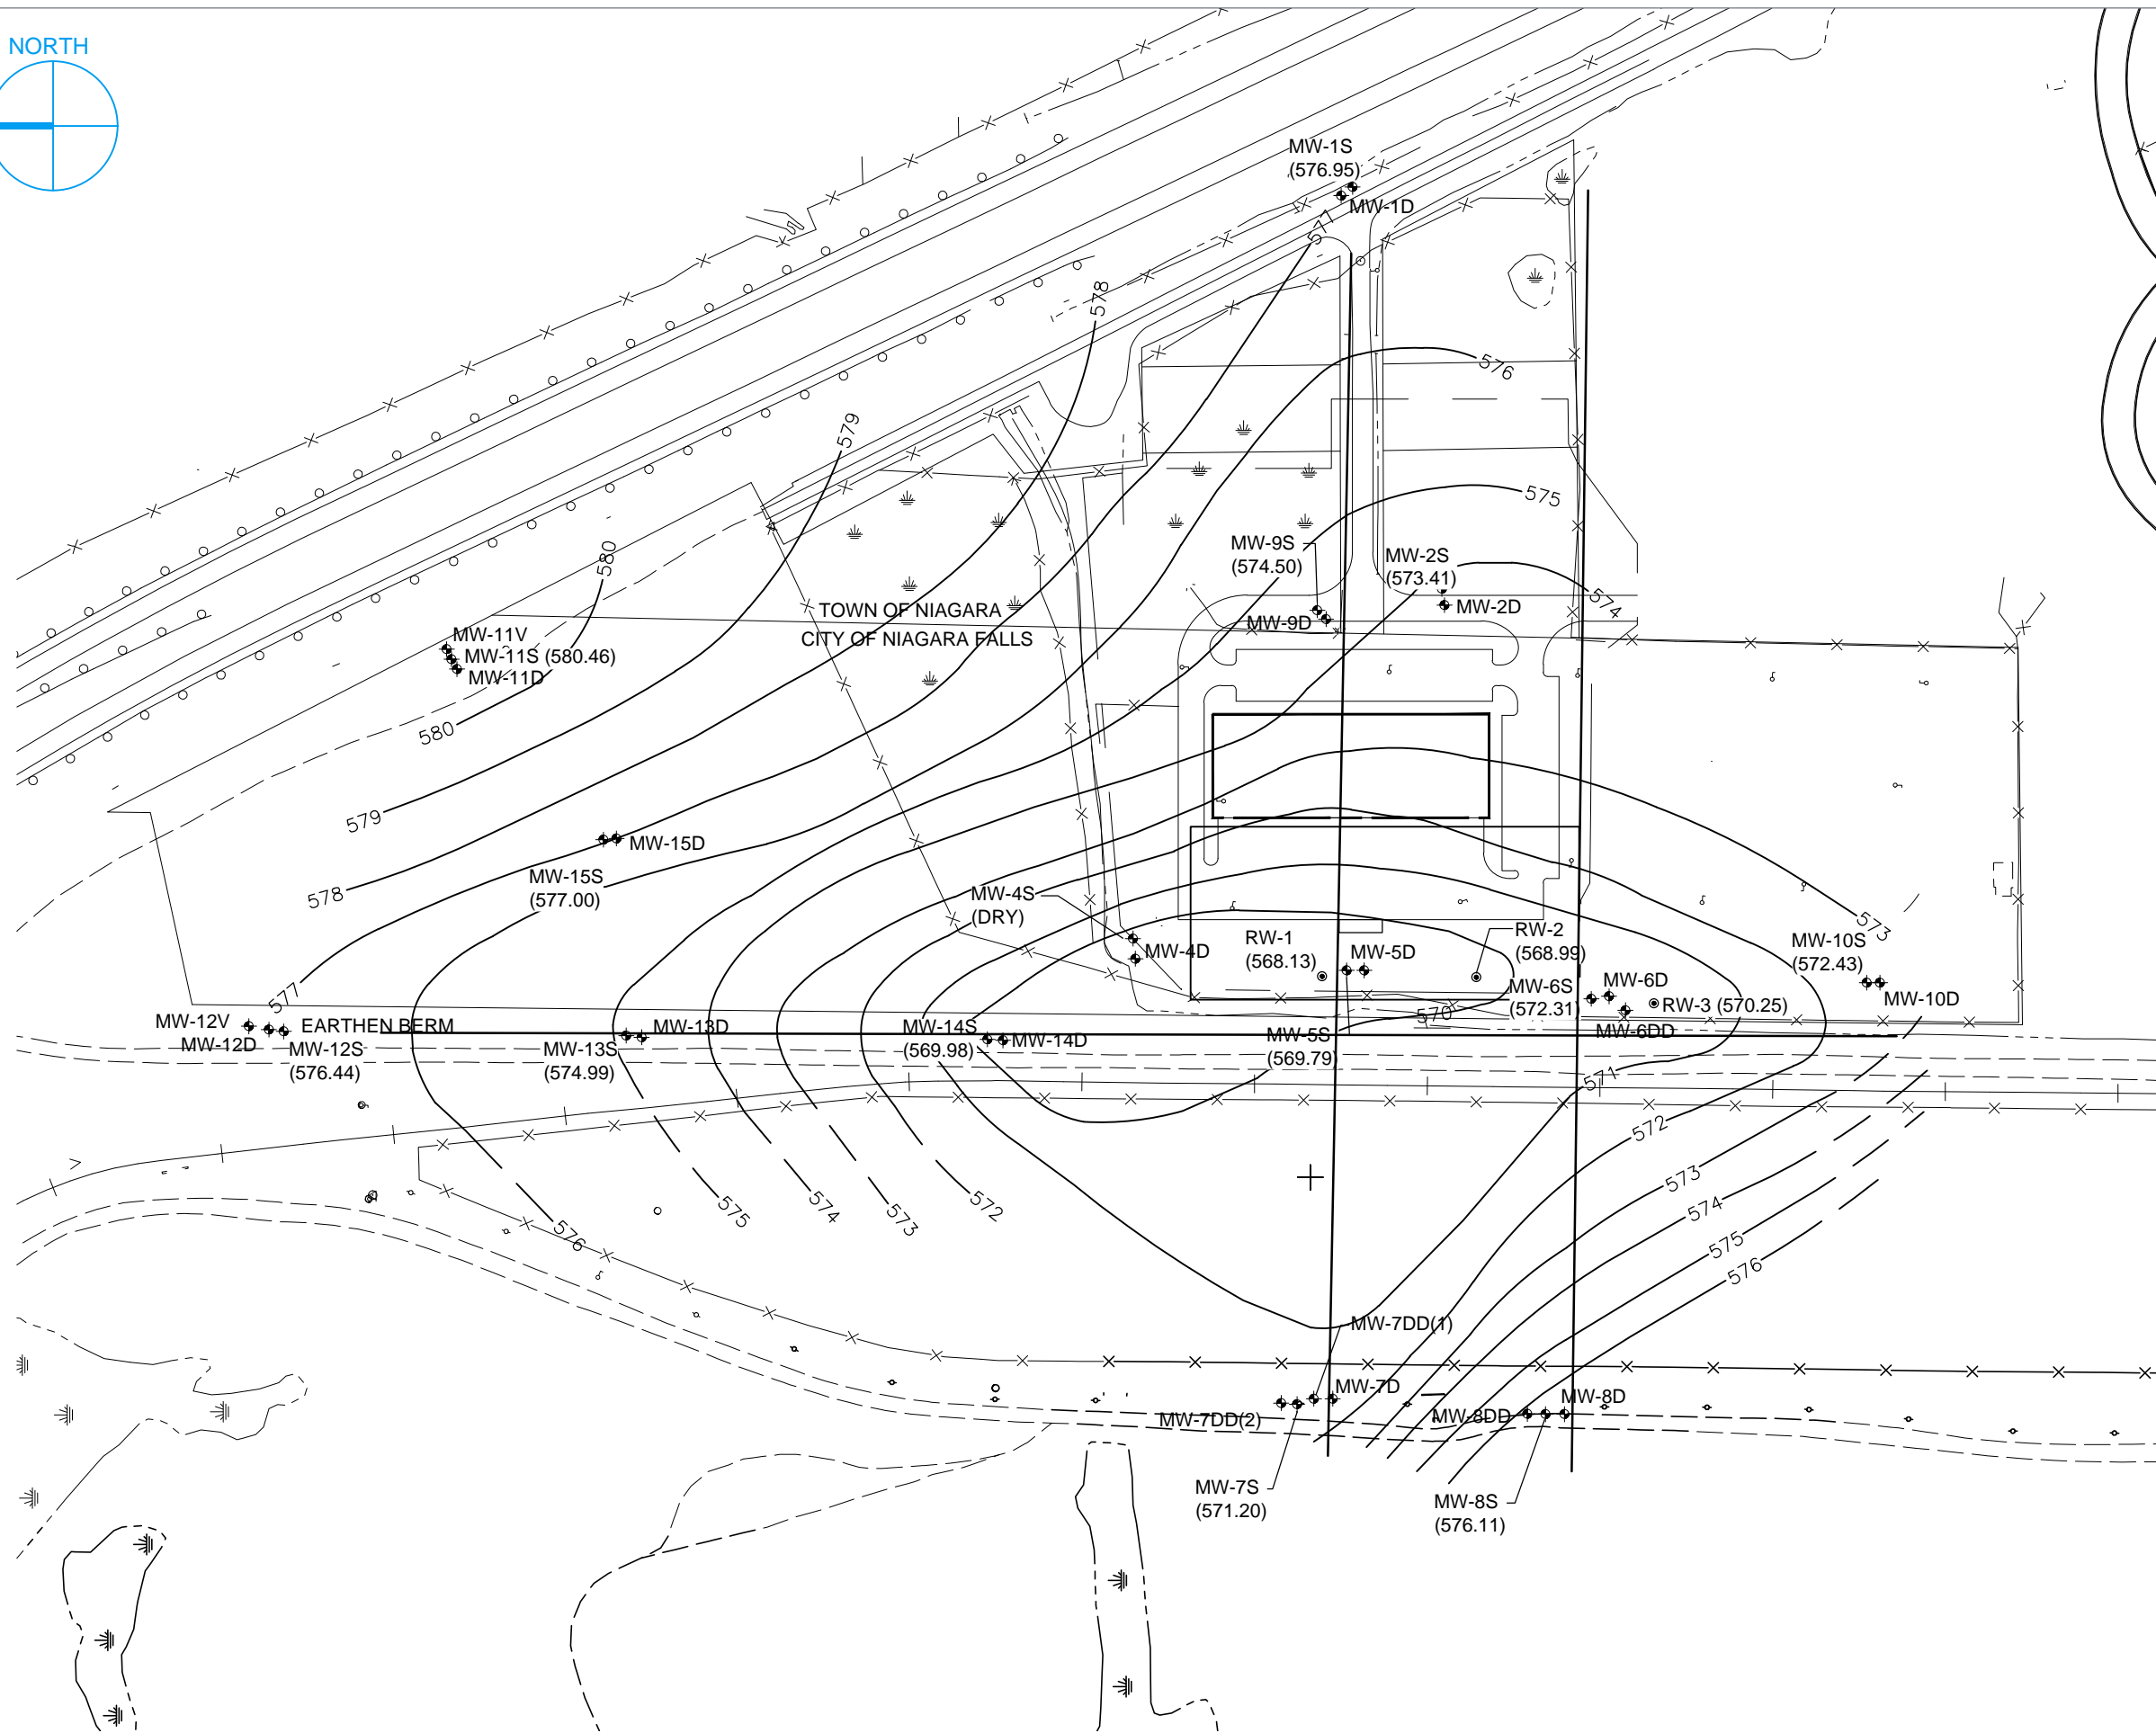 NORTH
MW-1S
(576.95)
MW-1D
577
578
576
579
575
MW-9S
(574.50)
MW-2S
(573.41)
580
574
MW-2D
MW-9D
TOWN OF NIAGARA
CITY OF NIAGARA FALLS
MW-11V
MW-11S (580.46)
MW-11D
580
579
MW-15D
578
MW-15S
(577.00)
MW-4S
(DRY)
MW-4D
RW-1
(568.13)
MW-5D
RW-2
(568.99)
573
MW-10S
(572.43)
MW-10D
577
MW-6S
(572.31)
MW-6D
RW-3 (570.25)
MW-6DD
570
MW-12V
MW-12D
EARTHEN BERM
MW-12S
(576.44)
MW-13D
MW-13S
(574.99)
MW-14S
(569.98)
MW-14D
MW-5S
(569.79)
571
572
573
574
575
576
576
575
574
573
572
MW-7DD(1)
MW-7D
MW-8D
MW-7DD(2)
MW-8DD
MW-7S
(571.20)
MW-8S
(576.11)